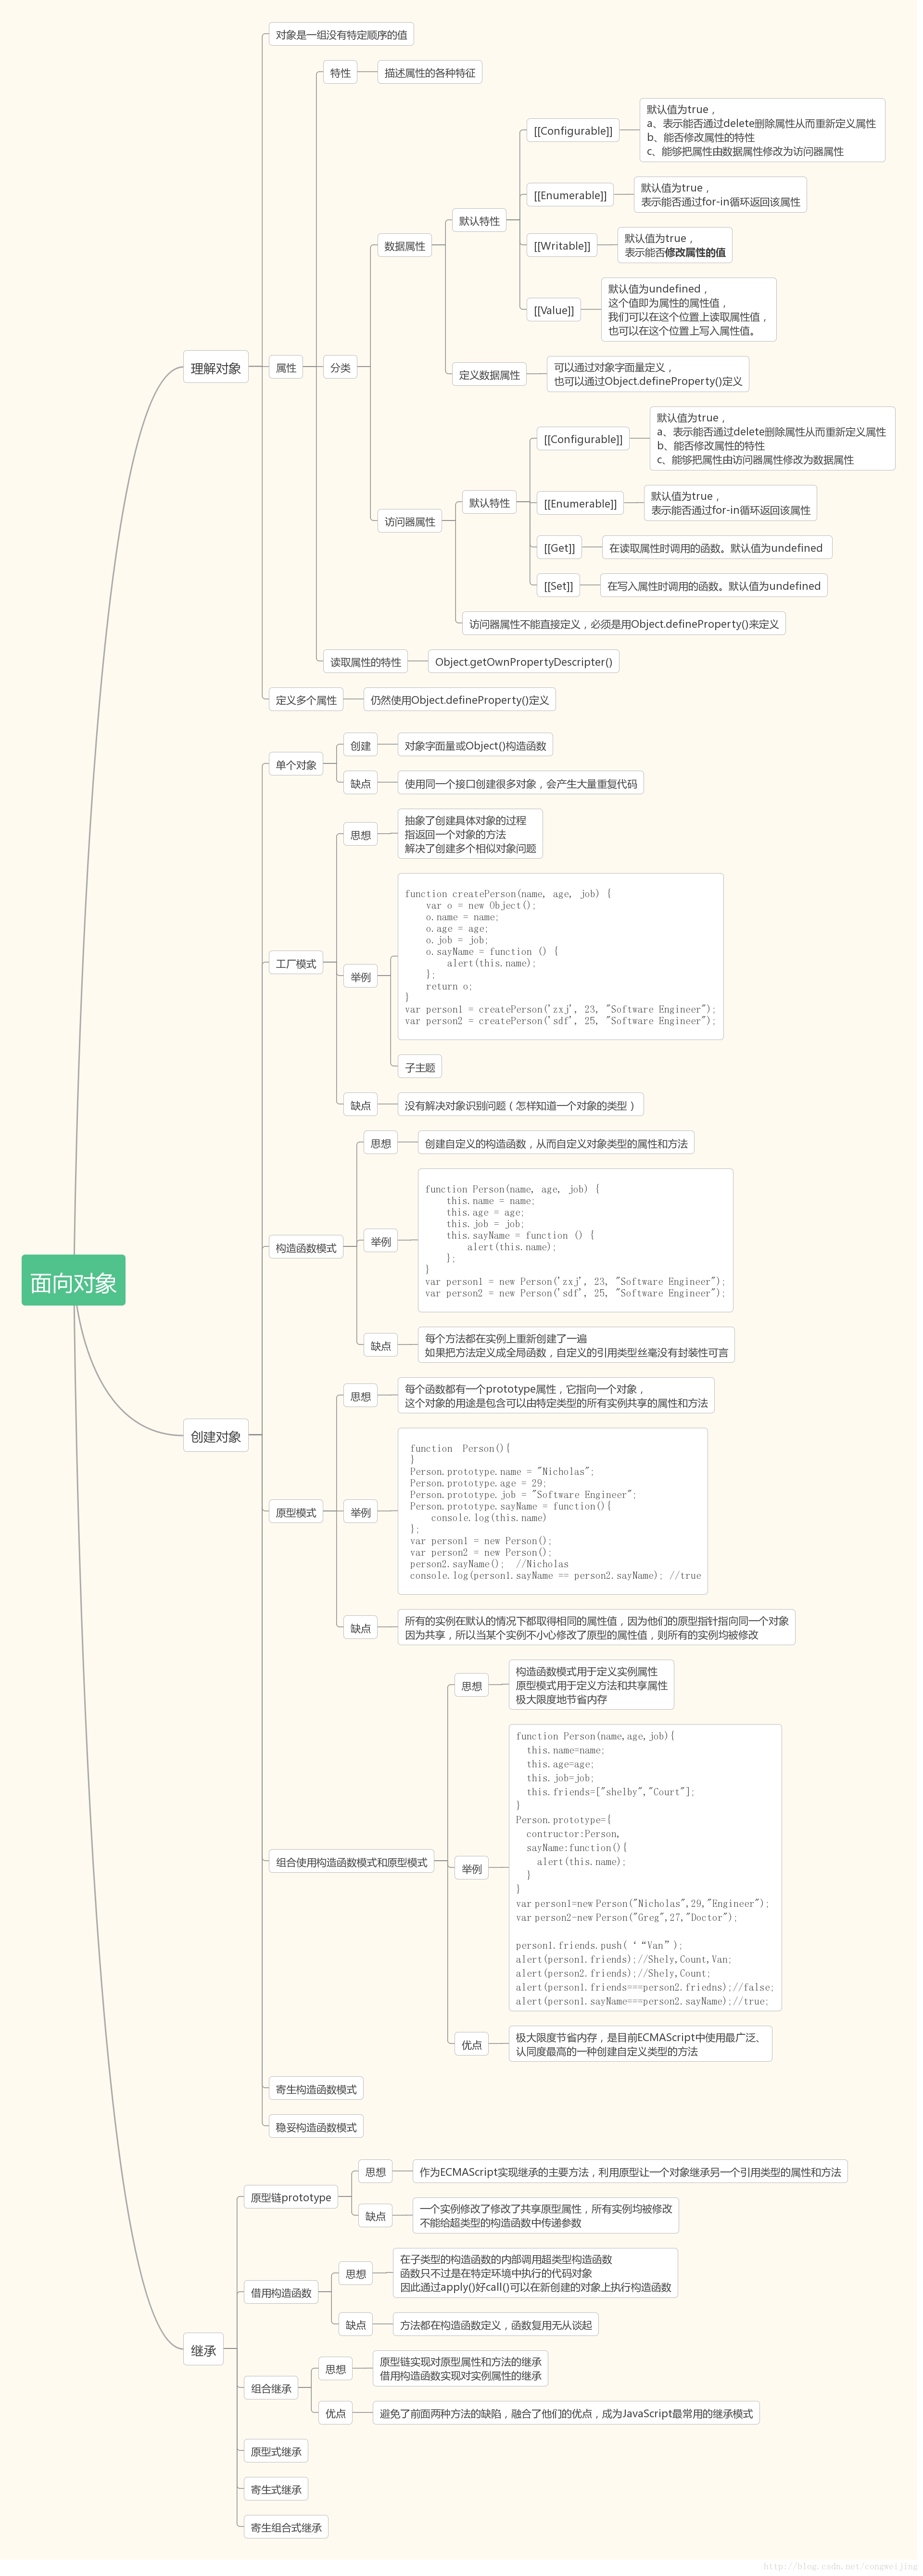 面向对象
理解对象
对象是一组没有特定顺序的值
属性
特性
描述属性的各种特征
分类
数据属性
默认特性
[[Configurable]]
默认值为true，
a、表示能否通过delete删除属性从而重新定义属性
b、能否修改属性的特性
c、能够把属性由数据属性修改为访问器属性
[[Enumerable]]
默认值为true，
表示能否通过for-in循环返回该属性
[[Writable]]
默认值为true，
表示能否修改属性的值
[[Value]]
默认值为undefined，
这个值即为属性的属性值，
我们可以在这个位置上读取属性值，
也可以在这个位置上写入属性值。
定义数据属性
可以通过对象字面量定义，
也可以通过Object.defineProperty()定义
访问器属性
默认特性
[[Configurable]]
默认值为true，
a、表示能否通过delete删除属性从而重新定义属性
b、能否修改属性的特性
c、能够把属性由访问器属性修改为数据属性
[[Enumerable]]
默认值为true，
表示能否通过for-in循环返回该属性
[[Get]]
在读取属性时调用的函数。默认值为undefined
[[Set]]
在写入属性时调用的函数。默认值为undefined
访问器属性不能直接定义，必须是用Object.defineProperty()来定义
读取属性的特性
Object.getOwnPropertyDescripter()
定义多个属性
仍然使用Object.defineProperty()定义
创建对象
单个对象
创建
对象字面量或Object()构造函数
缺点
使用同一个接口创建很多对象，会产生大量重复代码
工厂模式
思想
抽象了创建具体对象的过程
指返回一个对象的方法
解决了创建多个相似对象问题
举例
function createPerson(name, age, job) {
var o = new Object();
o.name = name;
o.age = age;
o.job = job;
o.sayName = function () {
alert(this.name);
};
return o;
}
var person1 = createPerson('zxj', 23, "Software Engineer");
var person2 = createPerson('sdf', 25, "Software Engineer");
子主题
缺点
没有解决对象识别问题（怎样知道一个对象的类型）
构造函数模式
思想
创建自定义的构造函数，从而自定义对象类型的属性和方法
举例
function Person(name, age, job) {
this.name = name;
this.age = age;
this.job = job;
this.sayName = function () {
alert(this.name);
};
}
var person1 = new Person('zxj', 23, "Software Engineer");
var person2 = new Person('sdf', 25, "Software Engineer");
缺点
每个方法都在实例上重新创建了一遍
如果把方法定义成全局函数，自定义的引用类型丝毫没有封装性可言
原型模式
思想
每个函数都有一个prototype属性，它指向一个对象，
这个对象的用途是包含可以由特定类型的所有实例共享的属性和方法
举例
function  Person(){
}
Person.prototype.name = "Nicholas";
Person.prototype.age = 29;
Person.prototype.job = "Software Engineer";
Person.prototype.sayName = function(){
console.log(this.name)
};
var person1 = new Person();
var person2 = new Person();
person2.sayName();  //Nicholas
console.log(person1.sayName == person2.sayName); //true
缺点
所有的实例在默认的情况下都取得相同的属性值，因为他们的原型指针指向同一个对象
因为共享，所以当某个实例不小心修改了原型的属性值，则所有的实例均被修改
组合使用构造函数模式和原型模式
思想
构造函数模式用于定义实例属性
原型模式用于定义方法和共享属性
极大限度地节省内存
举例
function Person(name,age,job){
this.name=name;
this.age=age;
this.job=job;
this.friends=["shelby","Court"];
}
Person.prototype={
contructor:Person,
sayName:function(){
alert(this.name);
}
}
var person1=new Person("Nicholas",29,"Engineer");
var person2-new Person("Greg",27,"Doctor");
person1.friends.push(‘“Van”);
alert(person1.friends);//Shely,Count,Van;
alert(person2.friends);//Shely,Count;
alert(person1.friends===person2.friedns);//false;
alert(person1.sayName===person2.sayName);//true;
优点
极大限度节省内存，是目前ECMAScript中使用最广泛、
认同度最高的一种创建自定义类型的方法
寄生构造函数模式
稳妥构造函数模式
继承
原型链prototype
思想
作为ECMAScript实现继承的主要方法，利用原型让一个对象继承另一个引用类型的属性和方法
缺点
一个实例修改了修改了共享原型属性，所有实例均被修改
不能给超类型的构造函数中传递参数
借用构造函数
思想
在子类型的构造函数的内部调用超类型构造函数
函数只不过是在特定环境中执行的代码对象
因此通过apply()好call()可以在新创建的对象上执行构造函数
缺点
方法都在构造函数定义，函数复用无从谈起
组合继承
思想
原型链实现对原型属性和方法的继承
借用构造函数实现对实例属性的继承
优点
避免了前面两种方法的缺陷，融合了他们的优点，成为JavaScript最常用的继承模式
原型式继承
寄生式继承
寄生组合式继承
http://blog.csdn.net/congweijing